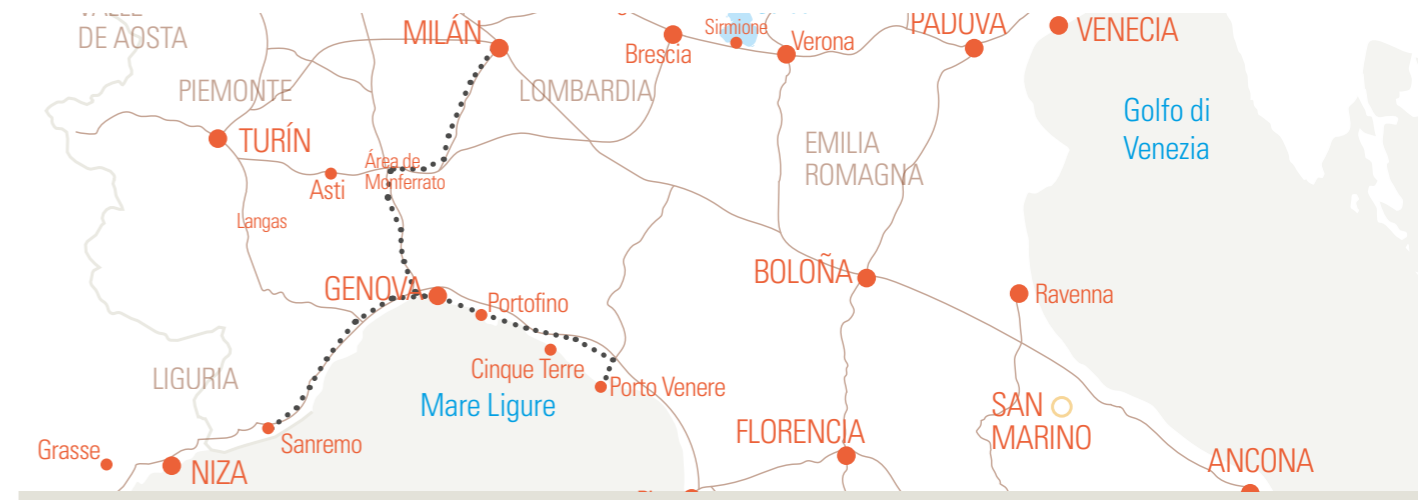 DE AOSTA
MILÁN
Brescia
Sirmione
Verona
PADOVA
VENECIA
PIEMONTE
LOMBARDIA
Golfo di
Venezia
TURÍN
EMILIA
ROMAGNA
Asti
Área de
Monferrato
Langas
BOLOÑA
GENOVA
Portofino
Ravenna
LIGURIA
Cinque Terre
Porto Venere
Mare Ligure
SAN
MARINO
Sanremo
FLORENCIA
Grasse
NIZA
ANCONA